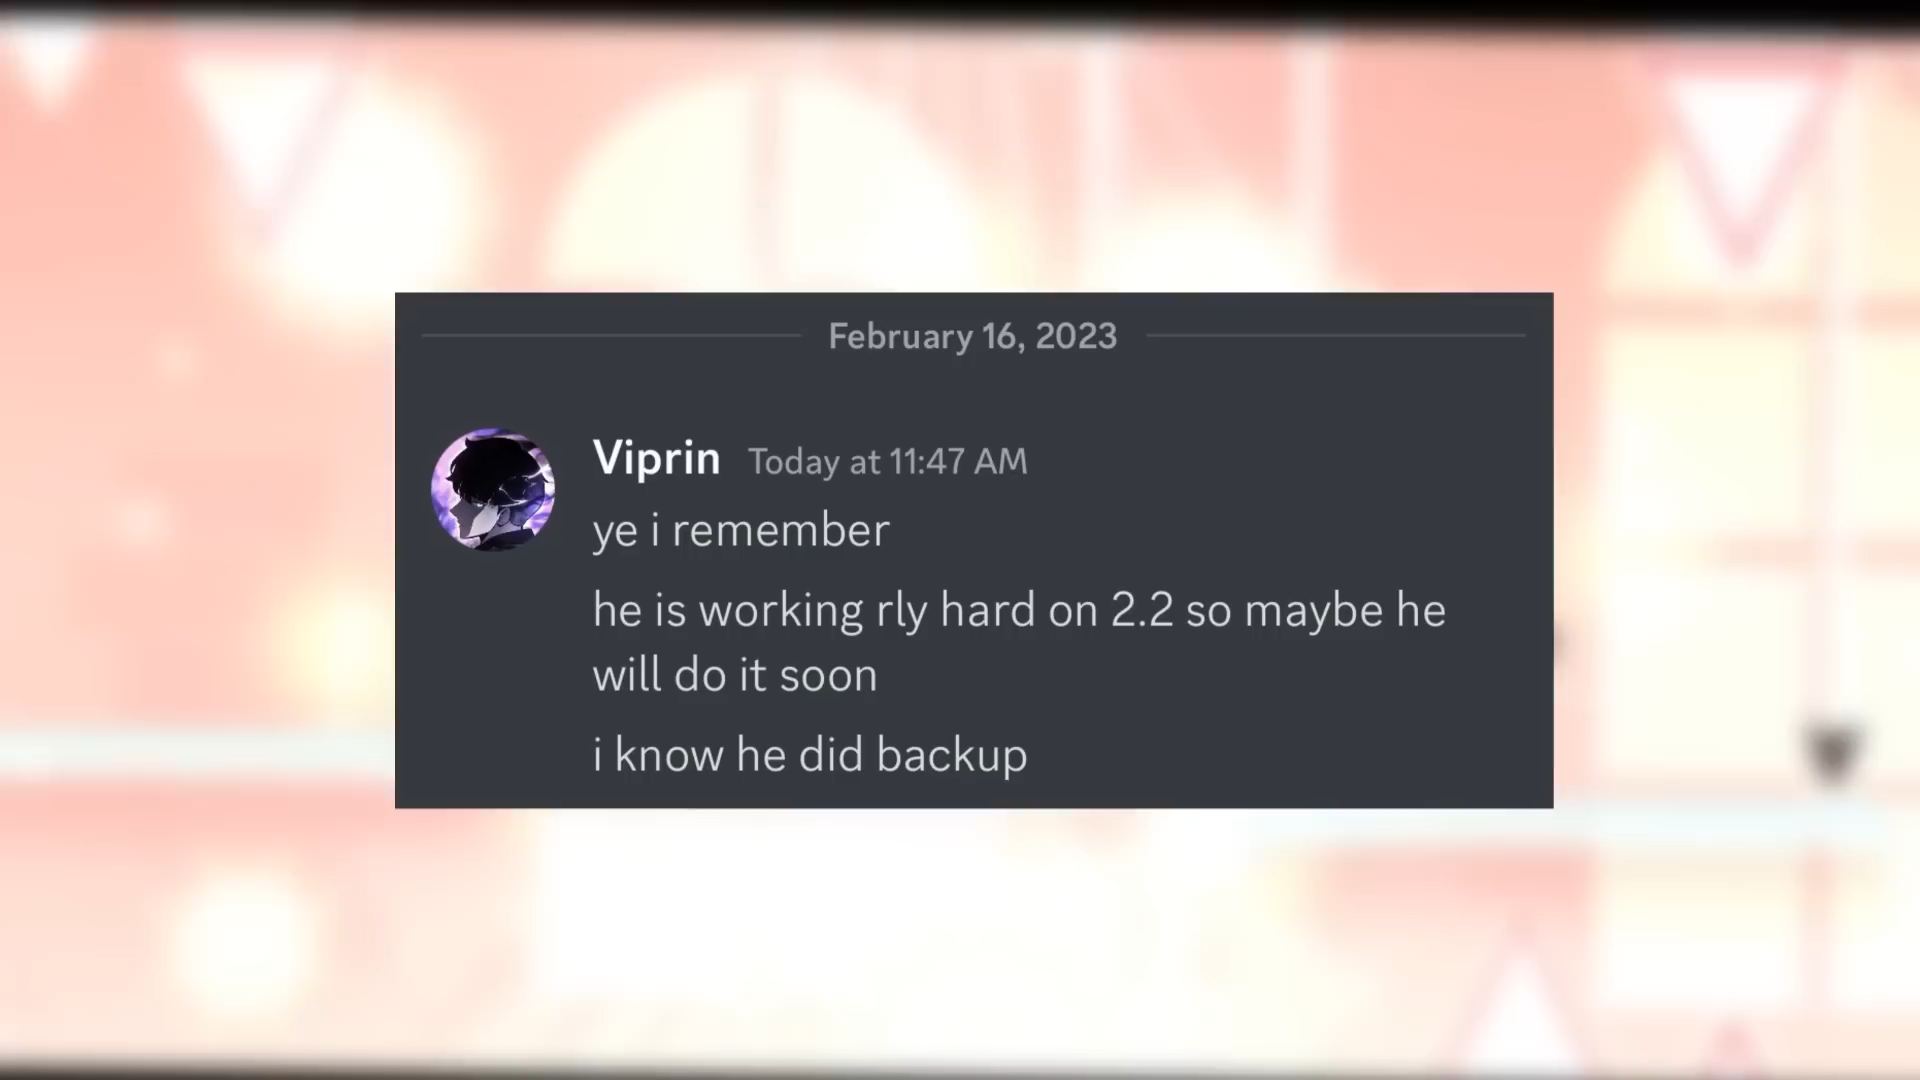 February 16, 2023
Viprin Today at 11:47 AM
ye i remember
he is working rly hard on 2.2 so maybe he
will do it soon
i know he did backup